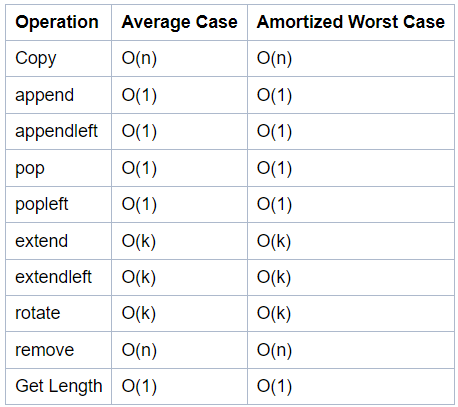 Operation Average Case Amortized Worst Case
Copy O(n) O(n)
append O(1) O(1)
appendleft O(1) O(1)
pop O(1) O(1)
popleft O(1) O(1)
extend O(k) O(k)
extendleft O(k) O(k)
rotate O(k) O(k)
remove O(n) O(n)
Get Length O(1) O(1)